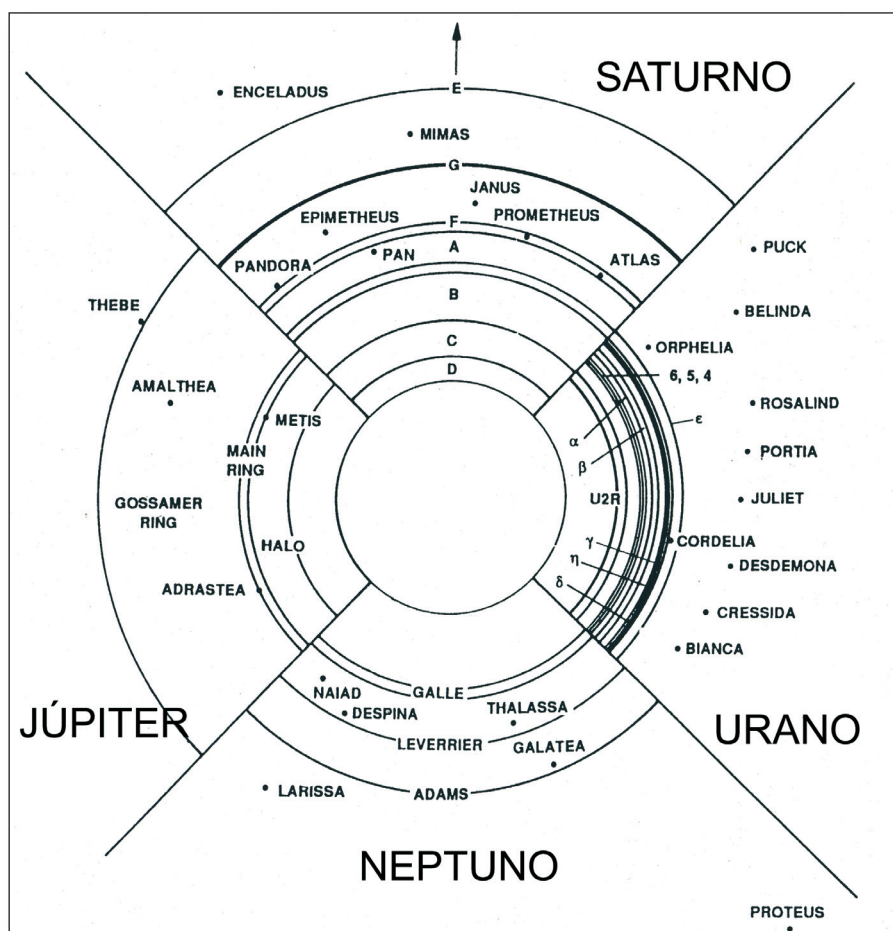 SATURNO
E
ENCELADUS
MIMAS
G
JANUS
EPIMETHEUS
PROMETHEUS
F
A
PAN
PANDORA
ATLAS
B
C
D
PUCK
BELINDA
ORPHELIA
6, 5, 4
ROSALIND
ε
α
β
PORTIA
U2R
JULIET
γ
CORDELIA
η
DESDEMONA
δ
CRESSIDA
BIANCA
URANO
THEBE
AMALTHEA
METIS
MAIN
RING
GOSSAMER
RING
HALO
ADRASTEA
JÚPITER
NAIAD
GALLE
DESPINA
THALASSA
LEVERRIER
GALATEA
LARISSA
ADAMS
NEPTUNO
PROTEUS